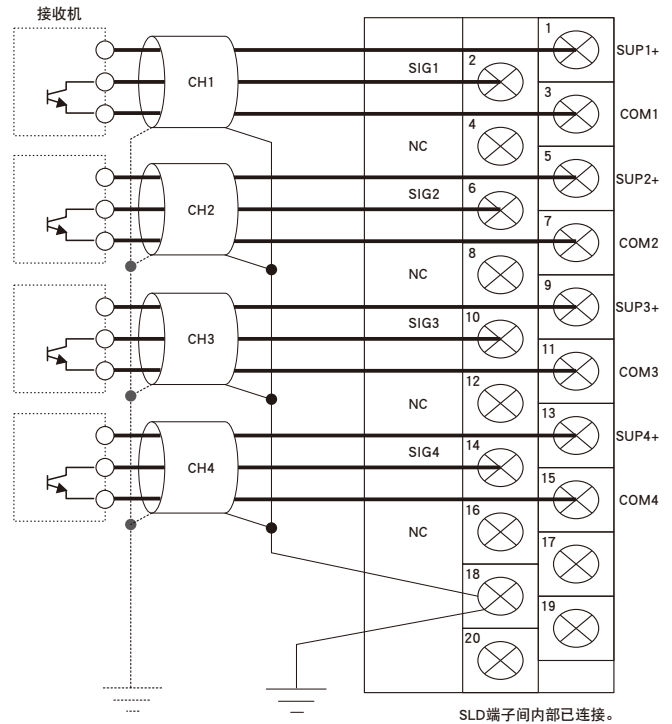 接收机
1
SUP1+
SIG1
2
CH1
3
COM1
NC
4
5
SUP2+
SIG2
6
CH2
7
COM2
NC
8
9
SUP3+
SIG3
10
CH3
11
COM3
NC
12
13
SUP4+
SIG4
14
CH4
15
COM4
NC
16
17
18
19
20
SLD端子间内部已连接。